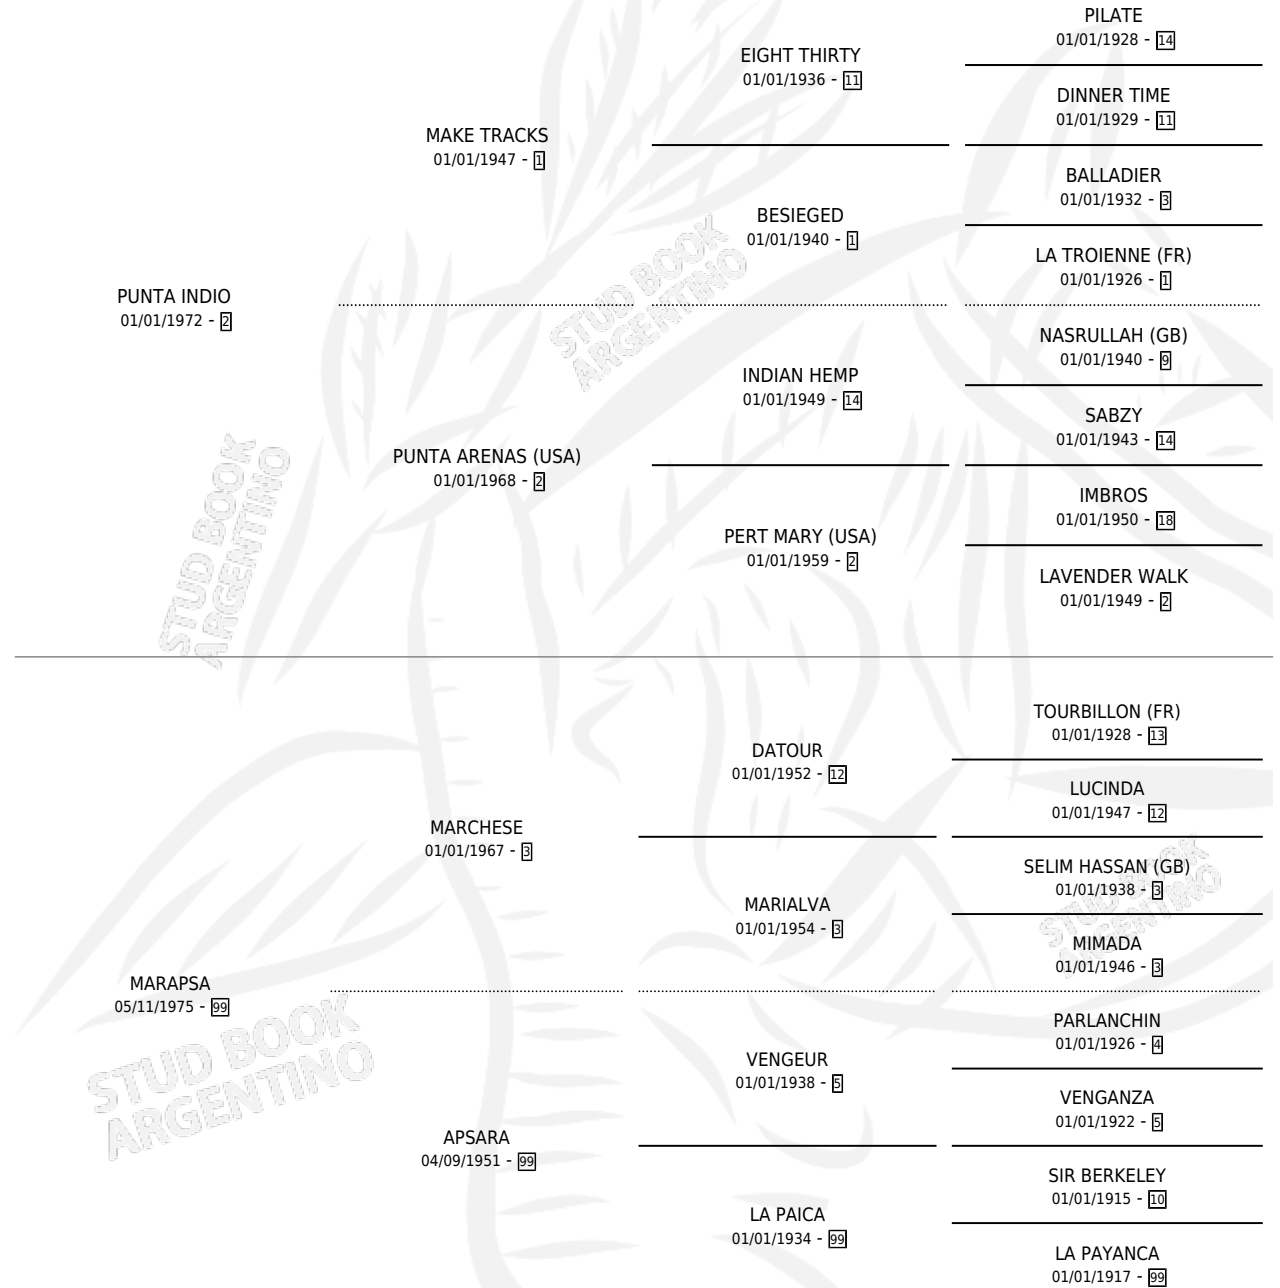 PILATE
01/01/1928 - 14
EIGHT THIRTY
01/01/1936 - 11
DINNER TIME
01/01/1929 - 11
MAKE TRACKS
01/01/1947 - 1
BALLADIER
01/01/1932 - 3
BESIEGED
01/01/1940 - 1
LA TROIENNE (FR)
01/01/1926 - 1
PUNTA INDIO
01/01/1972 - 2
STUD BOOK
ARGENTINO
NASRULLAH (GB)
01/01/1940 - 9
INDIAN HEMP
01/01/1949 - 14
SABZY
01/01/1943 - 14
PUNTA ARENAS (USA)
01/01/1968 - 2
IMBROS
01/01/1950 - 18
PERT MARY (USA)
01/01/1959 - 2
LAVENDER WALK
01/01/1949 - 2
STUD BOOK
ARGENTINO
TOURBILLON (FR)
01/01/1928 - 13
DATOUR
01/01/1952 - 12
LUCINDA
01/01/1947 - 12
MARCHESE
01/01/1967 - 3
SELIM HASSAN (GB)
01/01/1938 - 3
MARIALVA
01/01/1954 - 3
MIMADA
01/01/1946 - 3
STUD BOOK
ARGENTINO
MARAPSA
05/11/1975 - 99
PARLANCHIN
01/01/1926 - 4
VENGEUR
01/01/1938 - 5
VENGANZA
01/01/1922 - 5
STUD BOOK
ARGENTINO
APSARA
04/09/1951 - 99
SIR BERKELEY
01/01/1915 - 10
LA PAICA
01/01/1934 - 99
LA PAYANCA
01/01/1917 - 99